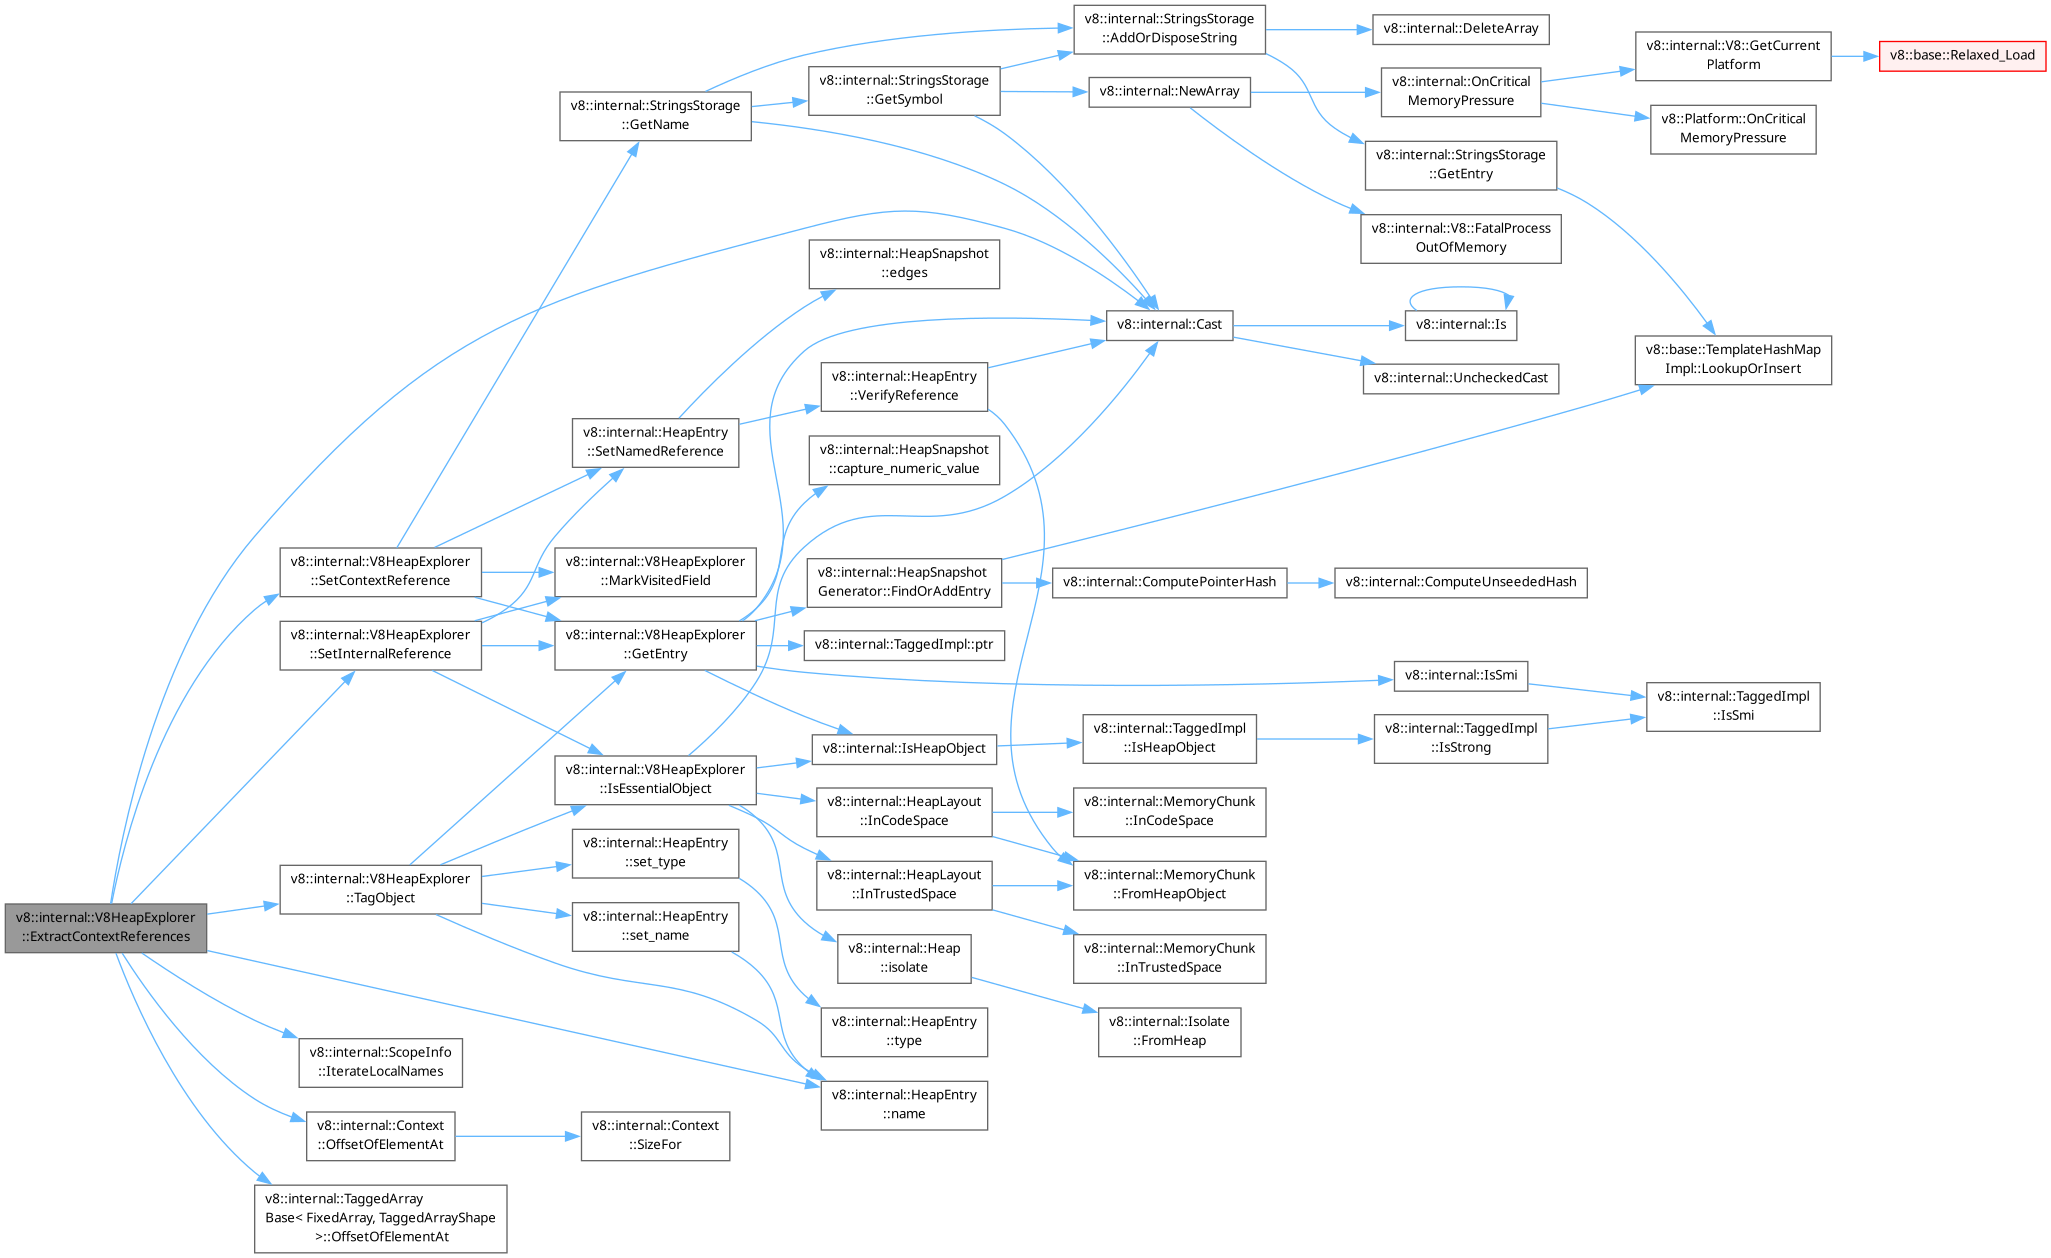 v8::internal::V8HeapExplorer
::ExtractContextReferences
v8::internal::V8HeapExplorer
::SetContextReference
v8::internal::V8HeapExplorer
::SetInternalReference
v8::internal::V8HeapExplorer
::TagObject
v8::internal::ScopeInfo
::IterateLocalNames
v8::internal::Context
::OffsetOfElementAt
v8::internal::TaggedArray
Base< FixedArray, TaggedArrayShape
>::OffsetOfElementAt
v8::internal::StringsStorage
::GetName
v8::internal::HeapEntry
::SetNamedReference
v8::internal::V8HeapExplorer
::MarkVisitedField
v8::internal::V8HeapExplorer
::GetEntry
v8::internal::V8HeapExplorer
::IsEssentialObject
v8::internal::HeapEntry
::set_type
v8::internal::HeapEntry
::set_name
v8::internal::Context
::SizeFor
v8::internal::StringsStorage
::GetSymbol
v8::internal::HeapSnapshot
::edges
v8::internal::HeapEntry
::VerifyReference
v8::internal::HeapSnapshot
::capture_numeric_value
v8::internal::HeapSnapshot
Generator::FindOrAddEntry
v8::internal::TaggedImpl::ptr
v8::internal::IsHeapObject
v8::internal::HeapLayout
::InCodeSpace
v8::internal::HeapLayout
::InTrustedSpace
v8::internal::Heap
::isolate
v8::internal::HeapEntry
::type
v8::internal::HeapEntry
::name
v8::internal::StringsStorage
::AddOrDisposeString
v8::internal::NewArray
v8::internal::Cast
v8::internal::ComputePointerHash
v8::internal::TaggedImpl
::IsHeapObject
v8::internal::MemoryChunk
::InCodeSpace
v8::internal::MemoryChunk
::FromHeapObject
v8::internal::MemoryChunk
::InTrustedSpace
v8::internal::Isolate
::FromHeap
v8::internal::DeleteArray
v8::internal::OnCritical
MemoryPressure
v8::internal::StringsStorage
::GetEntry
v8::internal::V8::FatalProcess
OutOfMemory
v8::internal::Is
v8::internal::UncheckedCast
v8::internal::ComputeUnseededHash
v8::internal::IsSmi
v8::internal::TaggedImpl
::IsStrong
v8::internal::V8::GetCurrent
Platform
v8::Platform::OnCritical
MemoryPressure
v8::base::TemplateHashMap
Impl::LookupOrInsert
v8::internal::TaggedImpl
::IsSmi
v8::base::Relaxed_Load